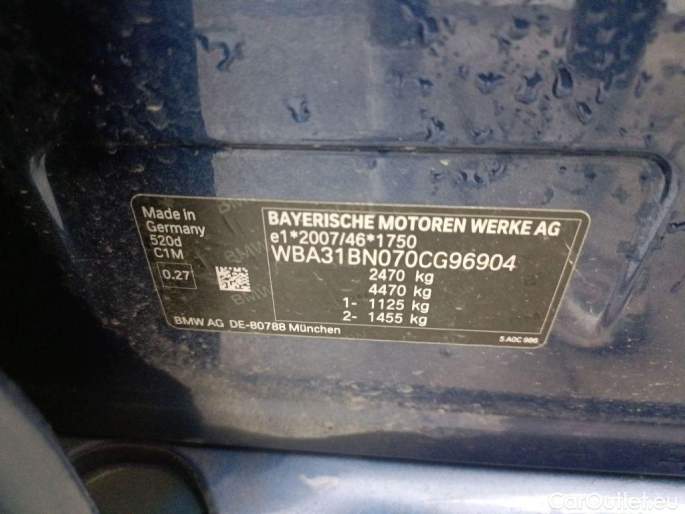 Made in
Germany
520d
C1M
0.27
BAYERISCHE MOTOREN WERKE AG
e1*2007/46*1750
WBA31BN070CG96904
2470 kg
4470 kg
1- 1125 kg
2- 1455 kg
BMW AG DE-80788 München
5 A0C 986
CarOutlet.eu